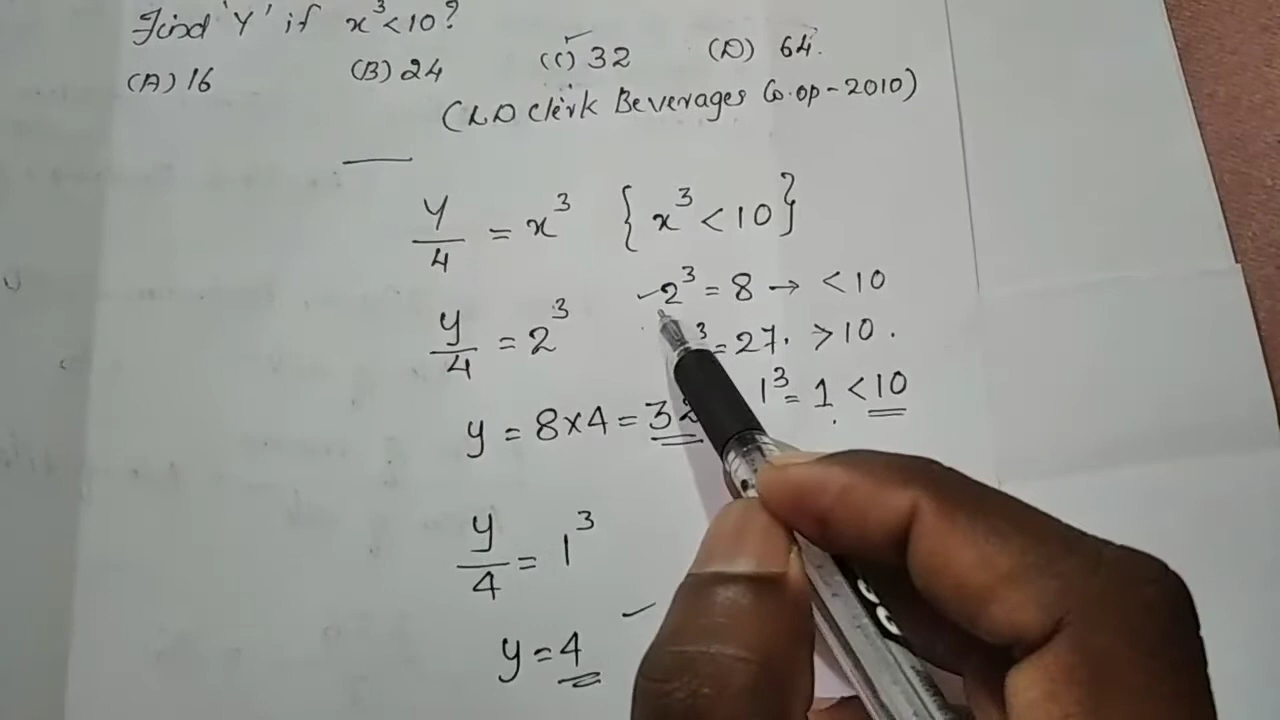 Find 'Y' if x³ < 10?
(A) 16 (B) 24 (C) 32 (D) 64.
(LD Clerk Beverages Co.op - 2010)
Y/4 = x³ { x³ < 10 }
2³ = 8 → < 10
y/4 = 2³
³ = 27. > 10.
1³ = 1 < 10
y = 8×4 = 32
y/4 = 1³
y = 4